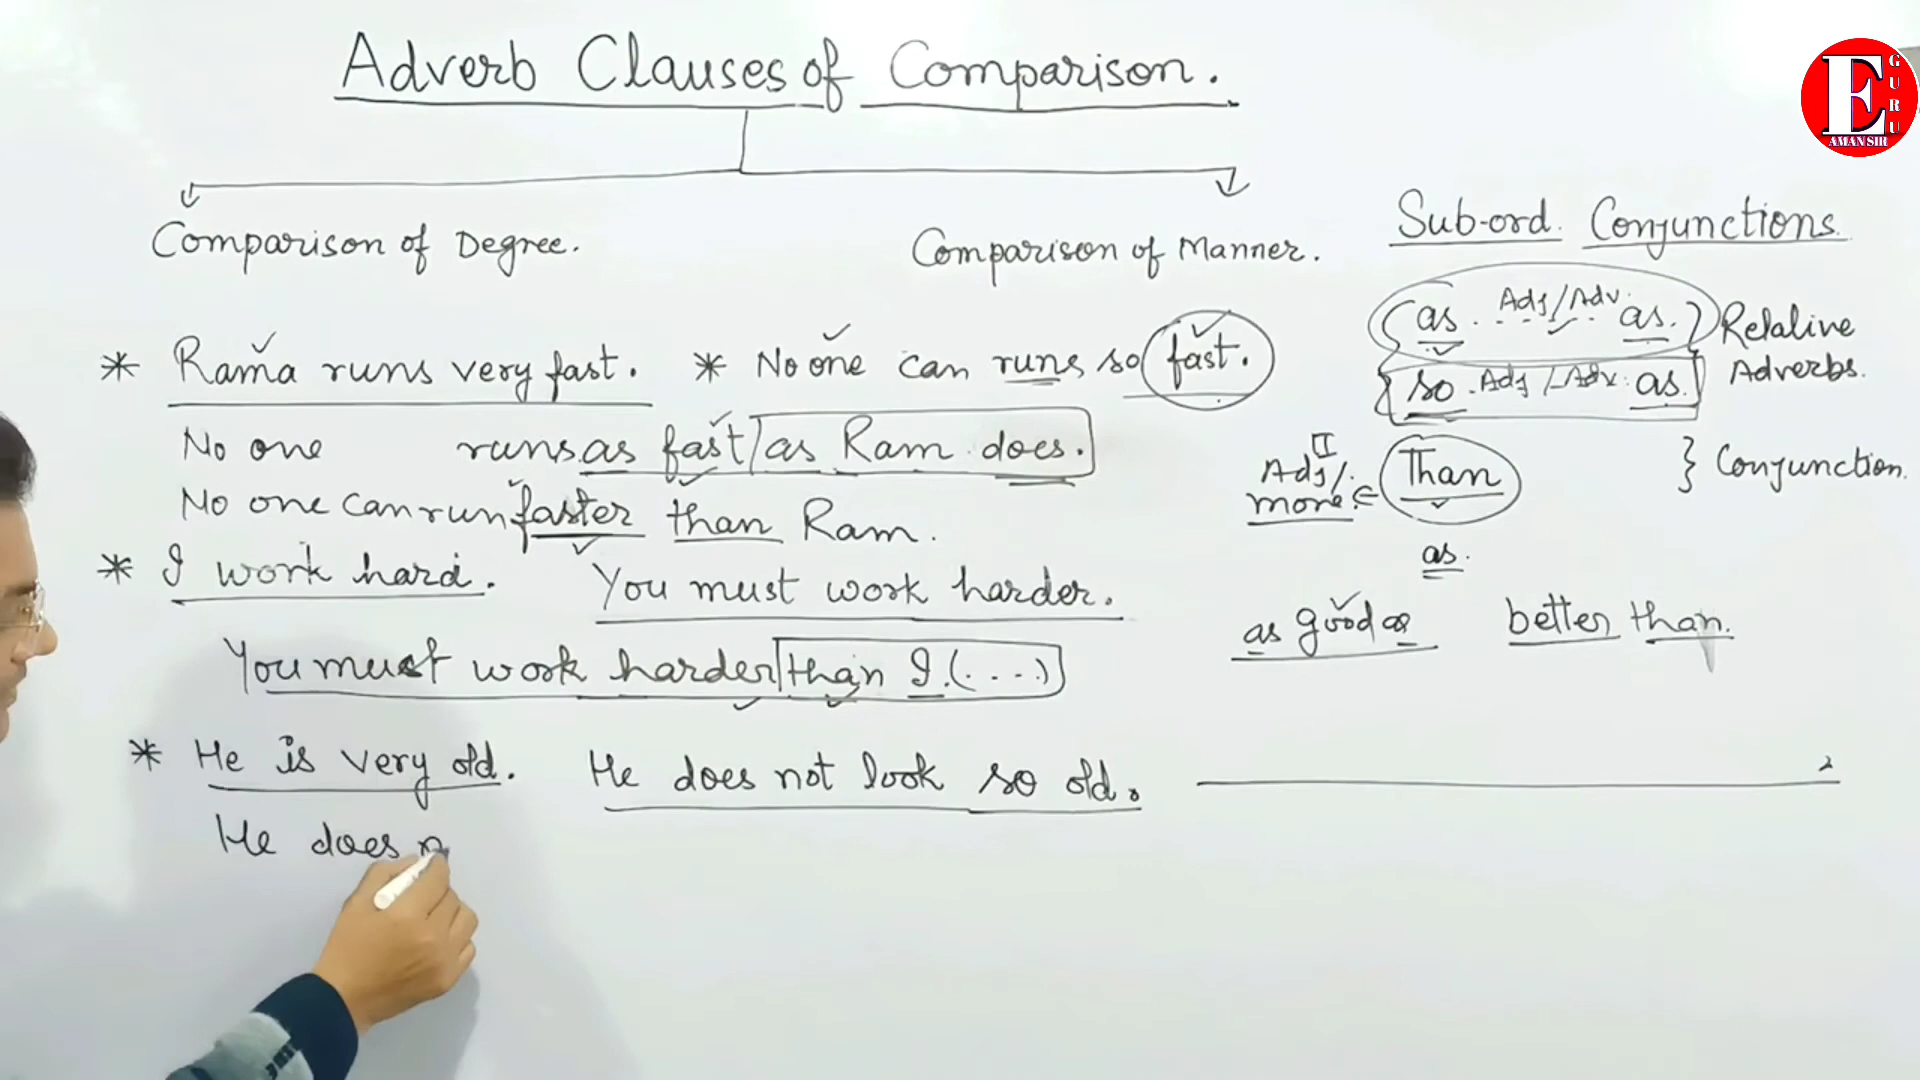 Adverb Clauses of Comparison.
Comparison of Degree.
Comparison of Manner.
* Rama runs very fast. * No one can runs so fast.
No one runs as fast as Ram does.
No one can run faster than Ram.
* I work hard. You must work harder.
You must work harder than I (....)
* He is very old. He does not look so old.
He does n
Sub-ord. Conjunctions.
as Adj/Adv. as. Relative
so Adj/Adv. as. Adverbs.
II
Adj/. Than } Conjunction.
more.
as.
as good as better than.
E
GURU
AMAN SIR